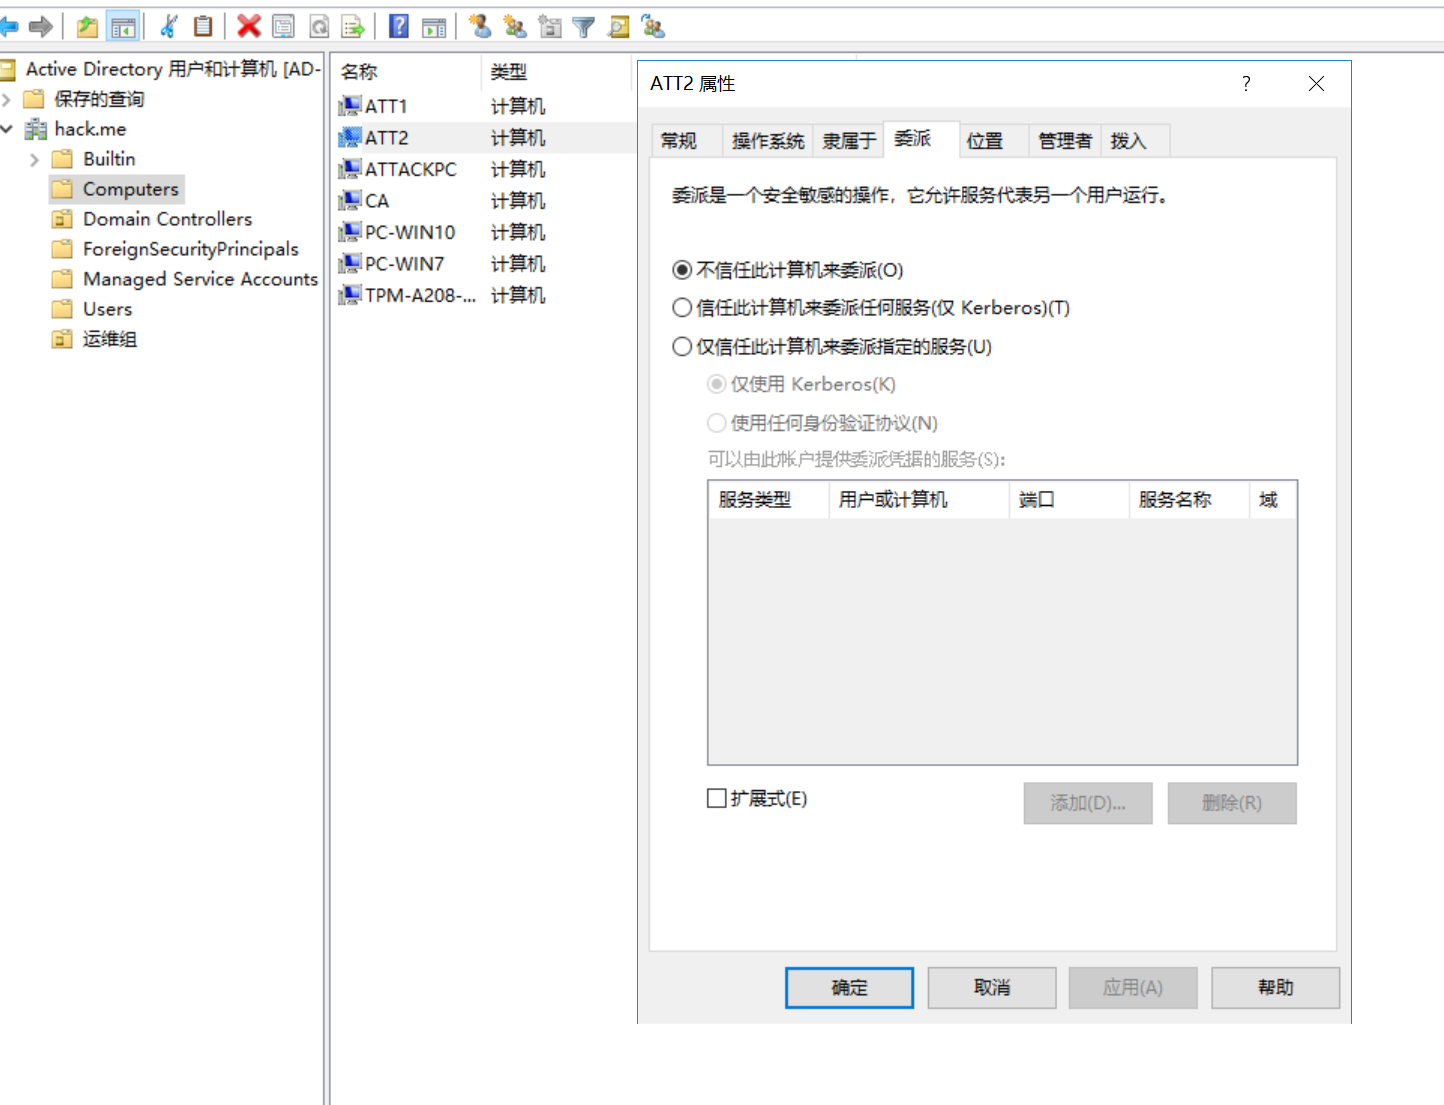 Active Directory 用户和计算机 [AD-
保存的查询
hack.me
Builtin
Computers
Domain Controllers
ForeignSecurityPrincipals
Managed Service Accounts
Users
运维组
名称 类型
ATT1 计算机
ATT2 计算机
ATTACKPC 计算机
CA 计算机
PC-WIN10 计算机
PC-WIN7 计算机
TPM-A208-... 计算机
ATT2 属性
常规 操作系统 隶属于 委派 位置 管理者 拨入
委派是一个安全敏感的操作，它允许服务代表另一个用户运行。
不信任此计算机来委派(O)
信任此计算机来委派任何服务(仅 Kerberos)(T)
仅信任此计算机来委派指定的服务(U)
仅使用 Kerberos(K)
使用任何身份验证协议(N)
可以由此帐户提供委派凭据的服务(S):
服务类型 用户或计算机 端口 服务名称 域
扩展式(E)
添加(D)... 删除(R)
确定 取消 应用(A) 帮助